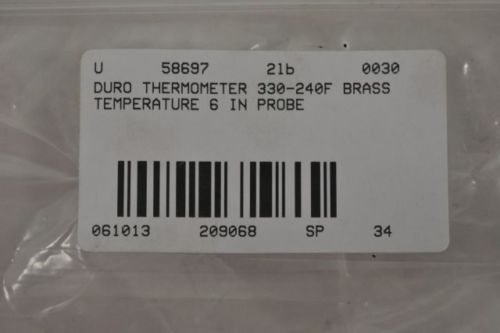 U 58697 21b 0030
DURO THERMOMETER 330-240F BRASS
TEMPERATURE 6 IN PROBE
061013 209068 SP 34